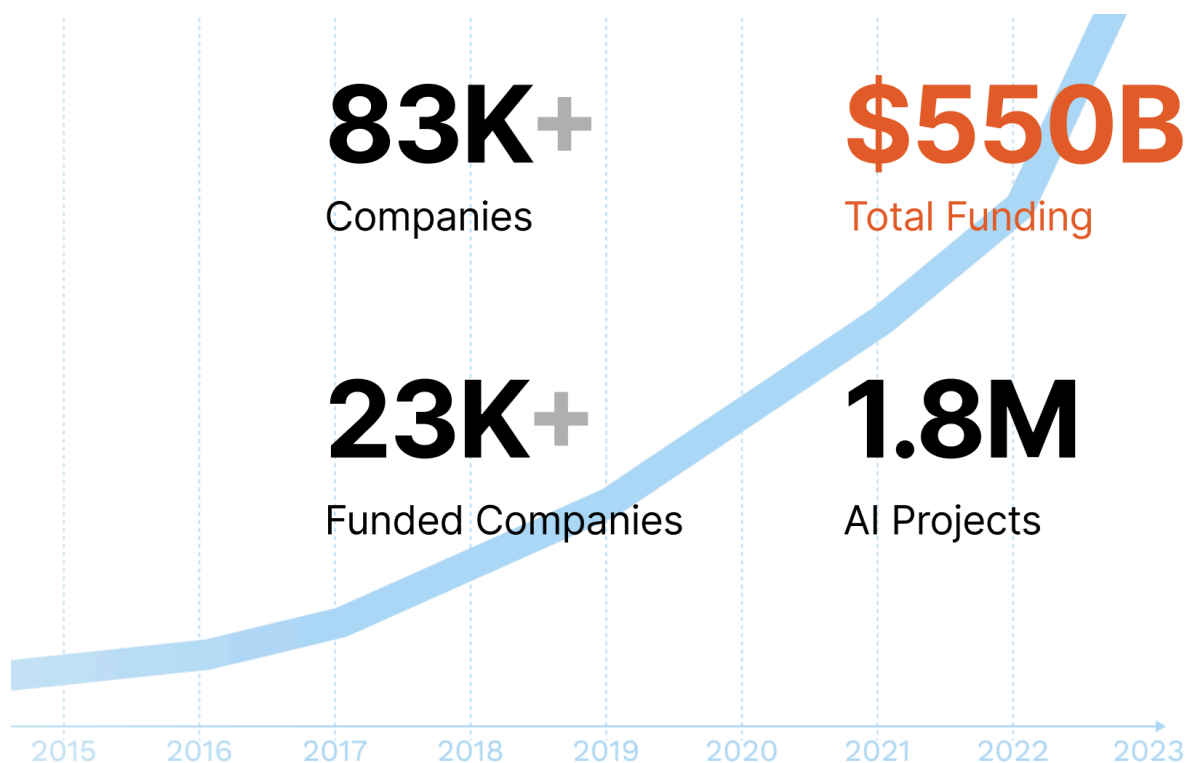 83K+
Companies
$550B
Total Funding
23K+
Funded Companies
1.8M
AI Projects
2015 2016 2017 2018 2019 2020 2021 2022 2023